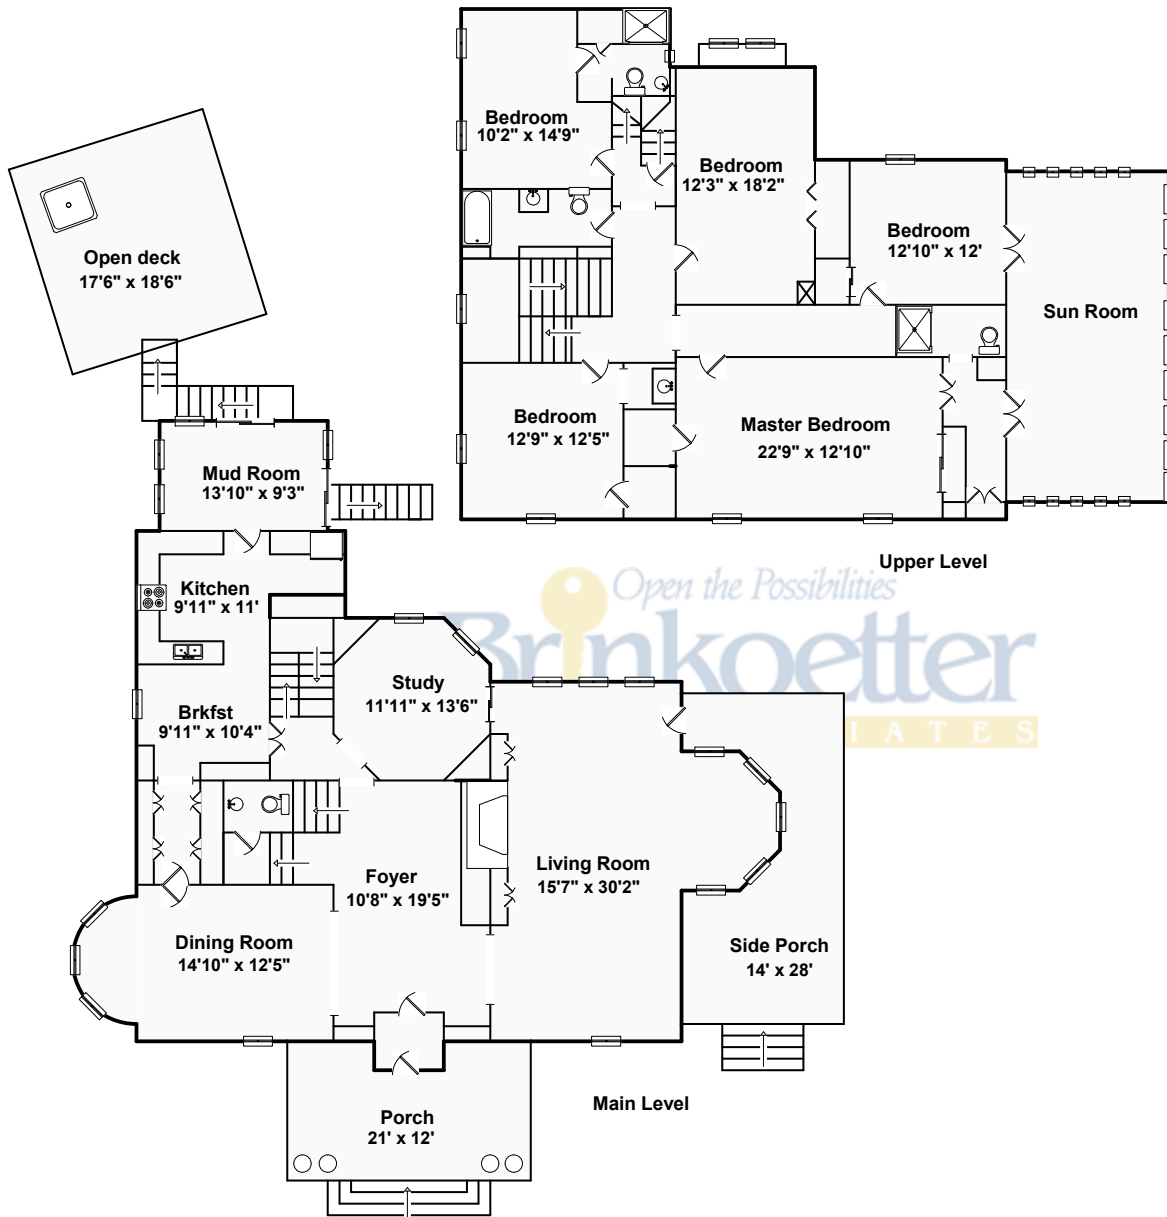 Bedroom
10'2" x 14'9"
Bedroom
12'3" x 18'2"
Bedroom
12'10" x 12'
Sun Room
Bedroom
12'9" x 12'5"
Master Bedroom
22'9" x 12'10"
Upper Level
Open deck
17'6" x 18'6"
Mud Room
13'10" x 9'3"
Kitchen
9'11" x 11'
Open the Possibilities
Brinkoetter
IATES
Study
11'11" x 13'6"
Brkfst
9'11" x 10'4"
Foyer
10'8" x 19'5"
Living Room
15'7" x 30'2"
Dining Room
14'10" x 12'5"
Side Porch
14' x 28'
Porch
21' x 12'
Main Level